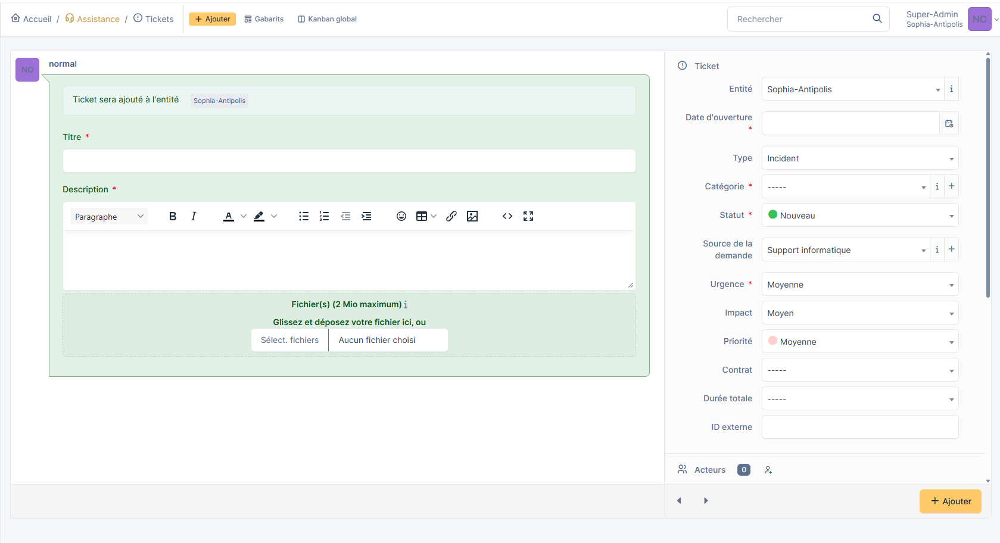 Accueil / Assistance / Tickets
+ Ajouter
Gabarits
Kanban global
Rechercher
Super-Admin
Sophia-Antipolis
NO
NO
normal
Ticket sera ajouté à l'entité Sophia-Antipolis
Titre *
Description *
Paragraphe
B I A
Fichier(s) (2 Mio maximum) i
Glissez et déposez votre fichier ici, ou
Sélect. fichiers Aucun fichier choisi
Ticket
Entité Sophia-Antipolis i
Date d'ouverture
*
Type Incident
Catégorie * ----- i +
Statut * Nouveau
Source de la
demande
Support informatique i +
Urgence * Moyenne
Impact Moyen
Priorité Moyenne
Contrat -----
Durée totale -----
ID externe
Acteurs 0
+ Ajouter